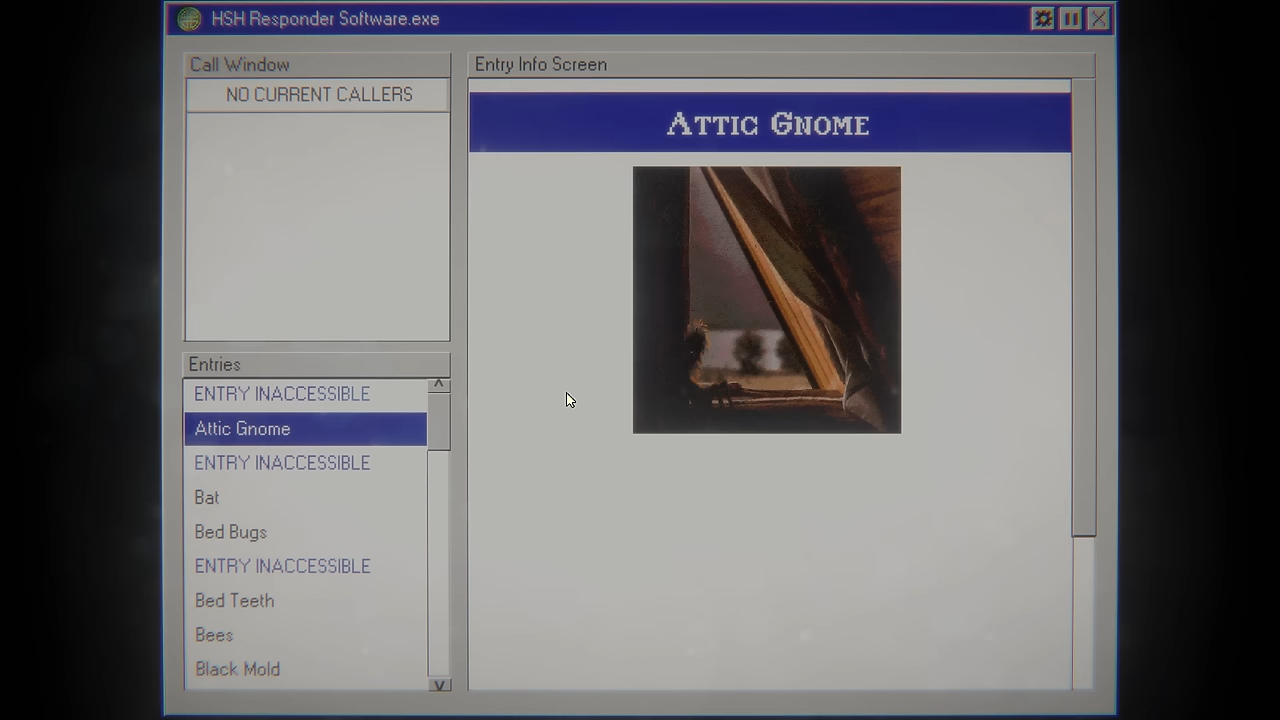 HSH Responder Software.exe
Call Window
NO CURRENT CALLERS
Entries
ENTRY INACCESSIBLE
Attic Gnome
ENTRY INACCESSIBLE
Bat
Bed Bugs
ENTRY INACCESSIBLE
Bed Teeth
Bees
Black Mold
Entry Info Screen
Attic Gnome